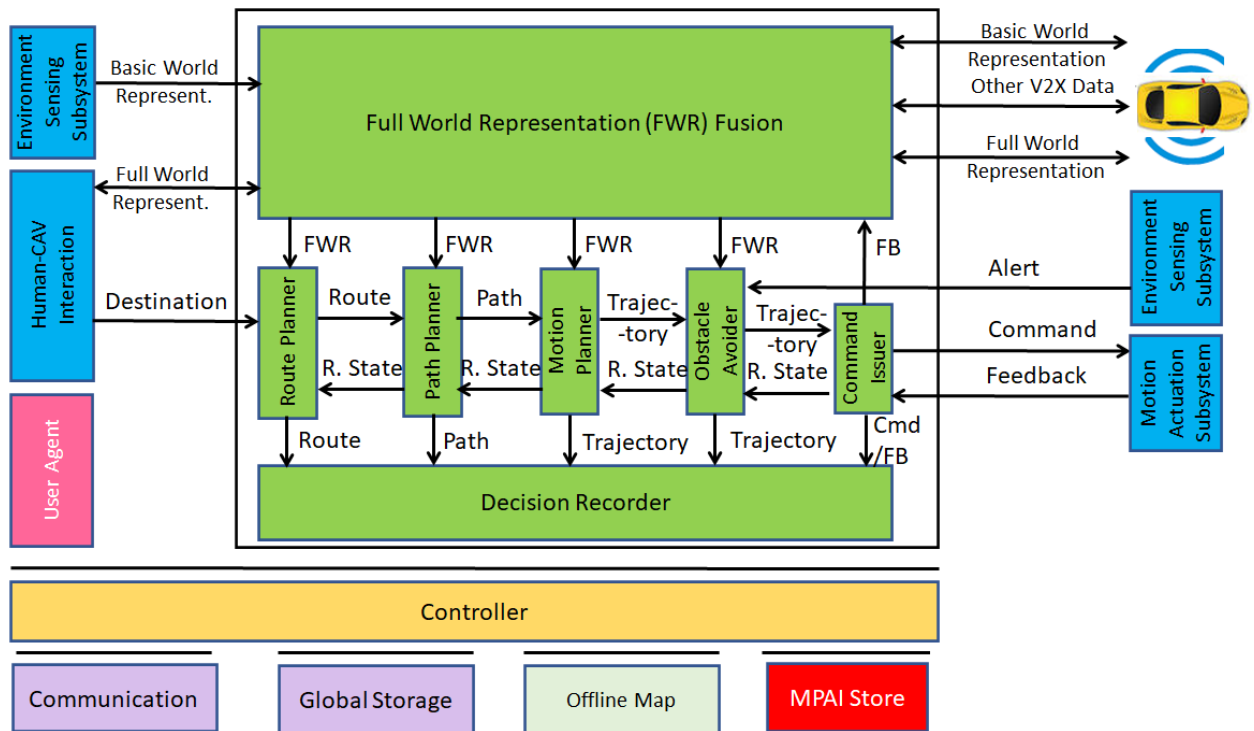 Environment
Sensing
Subsystem
Basic World
Represent.
Full World Representation (FWR) Fusion
Basic World
Representation
Other V2X Data
Full World
Representation
Human-CAV
Interaction
Full World
Represent.
Destination
FWR
FWR
FWR
FWR
FB
Route Planner
Route
R. State
Path Planner
Path
R. State
Motion
Planner
Trajec-
-tory
R. State
Obstacle
Avoider
Trajec-
-tory
R. State
Command
Issuer
Alert
Environment
Sensing
Subsystem
Command
Feedback
Motion
Actuation
Subsystem
User Agent
Route
Path
Trajectory
Trajectory
Cmd
/FB
Decision Recorder
Controller
Communication
Global Storage
Offline Map
MPAI Store